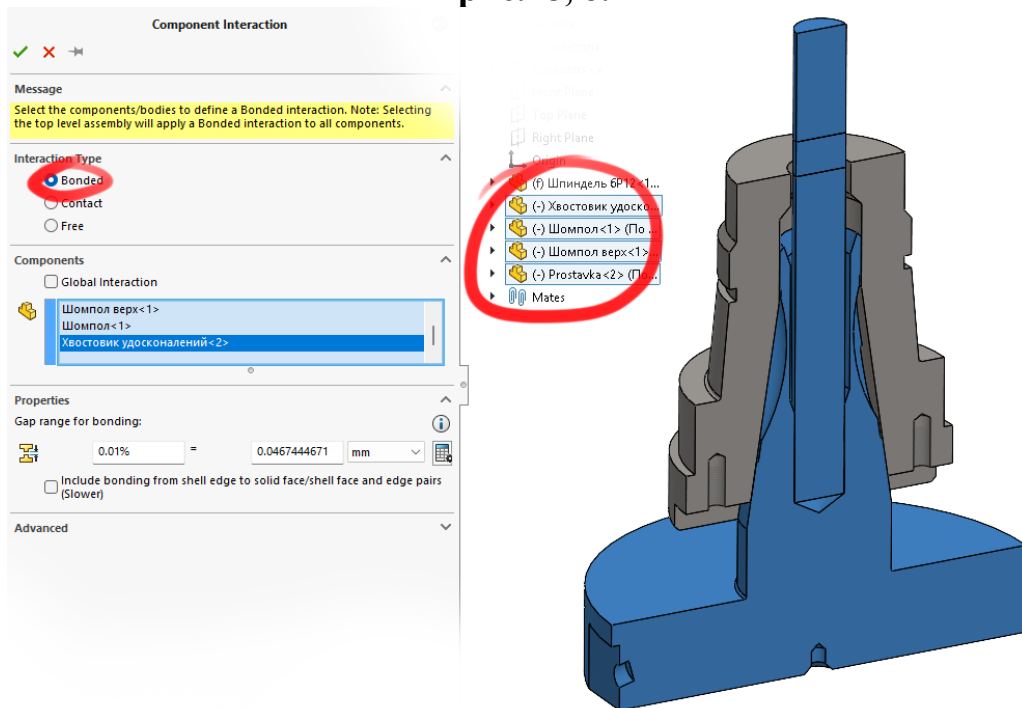 Component Interaction
Message
Select the components/bodies to define a Bonded interaction. Note: Selecting
the top level assembly will apply a Bonded interaction to all components.
Interaction Type
Bonded
Contact
Free
Components
Global Interaction
Шомпол верх<1>
Шомпол<1>
Хвостовик удосконалений<2>
Properties
Gap range for bonding:
0.01% = 0.0467444671 mm
Include bonding from shell edge to solid face/shell face and edge pairs
(Slower)
Advanced
Front Plane
Top Plane
Right Plane
Origin
(f) Шпиндель 6Р12<1...
(-) Хвостовик удоско...
(-) Шомпол<1> (По ...
(-) Шомпол верх<1>...
(-) Prostavka<2> (По...
Mates